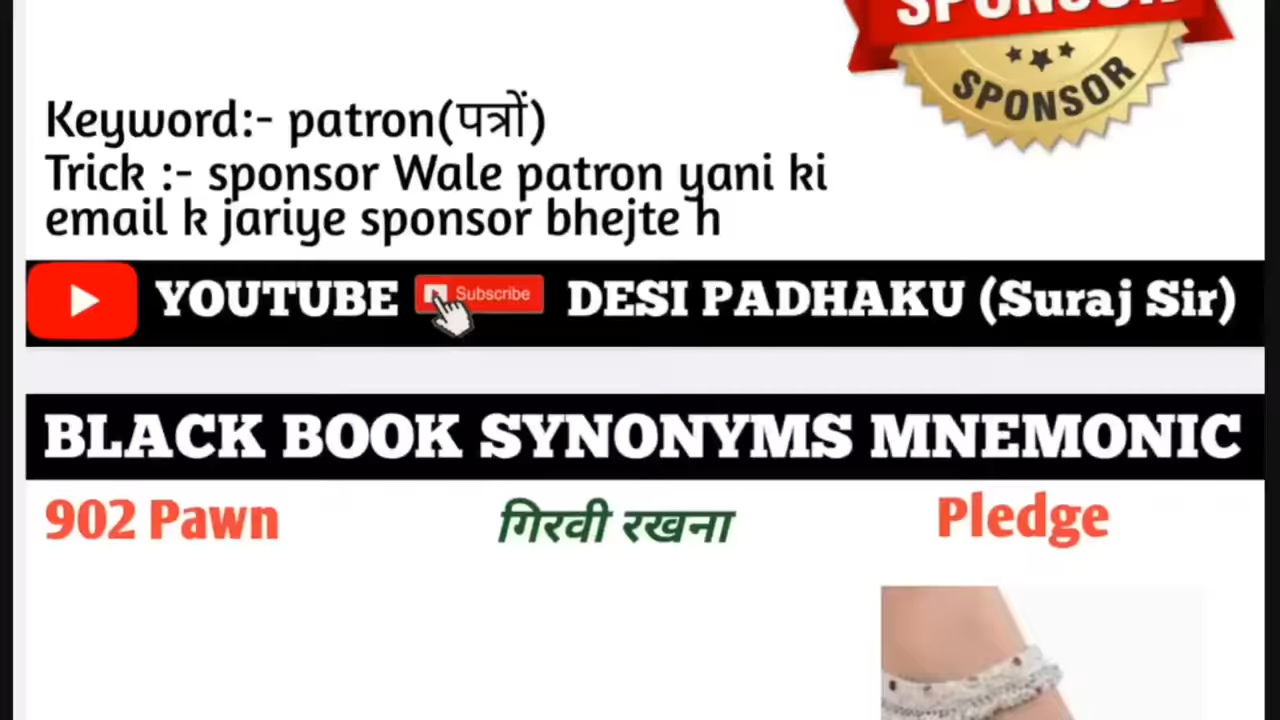 SPONSOR
SPONSOR
Keyword:- patron(पत्रों)
Trick :- sponsor Wale patron yani ki
email k jariye sponsor bhejte h
YOUTUBE Subscribe DESI PADHAKU (Suraj Sir)
BLACK BOOK SYNONYMS MNEMONIC
902 Pawn गिरवी रखना Pledge